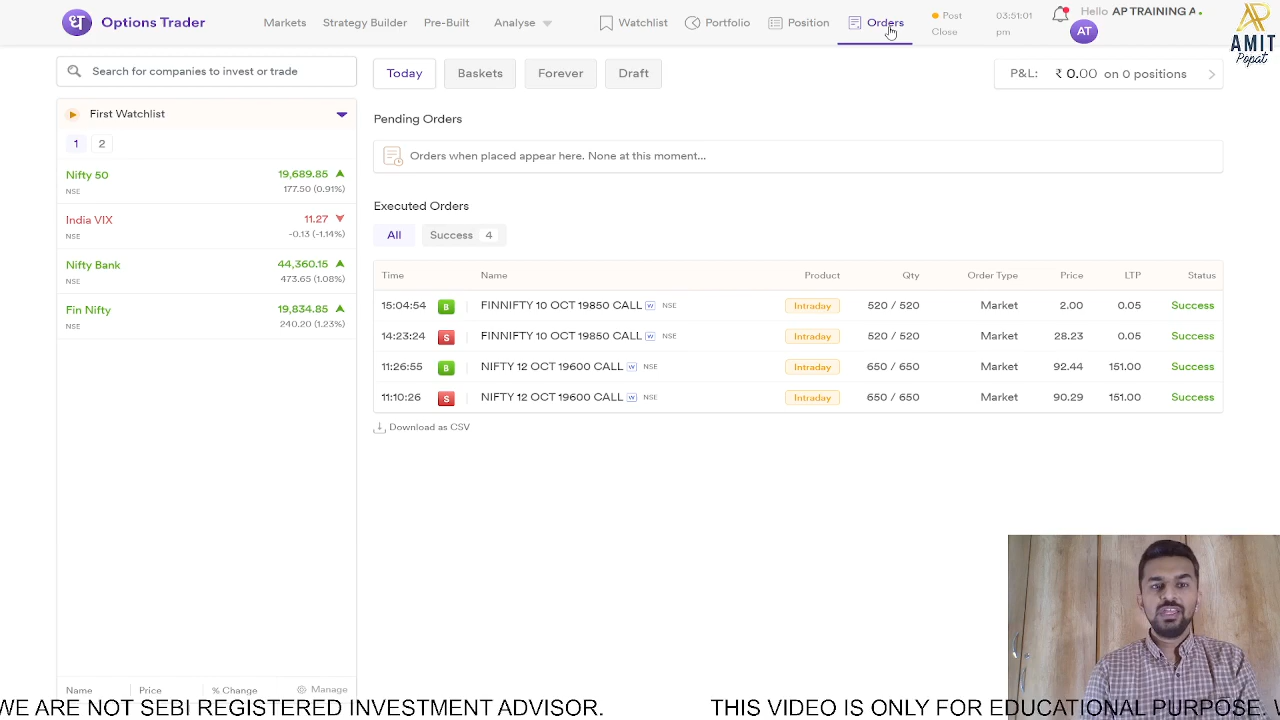 धा Options Trader Markets Strategy Builder Pre-Built Analyse Watchlist Portfolio Position Orders Post Close 03:51:01 pm Hello AP TRAINING A
AT
AP
AMIT
Popat
Search for companies to invest or trade
Today Baskets Forever Draft
P&L: ₹ 0.00 on 0 positions
First Watchlist
1 2
Nifty 50 19,689.85
NSE 177.50 (0.91%)
India VIX 11.27
NSE -0.13 (-1.14%)
Nifty Bank 44,360.15
NSE 473.65 (1.08%)
Fin Nifty 19,834.85
NSE 240.20 (1.23%)
Name Price % Change Manage
Pending Orders
Orders when placed appear here. None at this moment...
Executed Orders
All Success 4
Time Name Product Qty Order Type Price LTP Status
15:04:54 B FINNIFTY 10 OCT 19850 CALL W NSE Intraday 520 / 520 Market 2.00 0.05 Success
14:23:24 S FINNIFTY 10 OCT 19850 CALL W NSE Intraday 520 / 520 Market 28.23 0.05 Success
11:26:55 B NIFTY 12 OCT 19600 CALL W NSE Intraday 650 / 650 Market 92.44 151.00 Success
11:10:26 S NIFTY 12 OCT 19600 CALL W NSE Intraday 650 / 650 Market 90.29 151.00 Success
Download as CSV
WE ARE NOT SEBI REGISTERED INVESTMENT ADVISOR. THIS VIDEO IS ONLY FOR EDUCATIONAL PURPOSE.